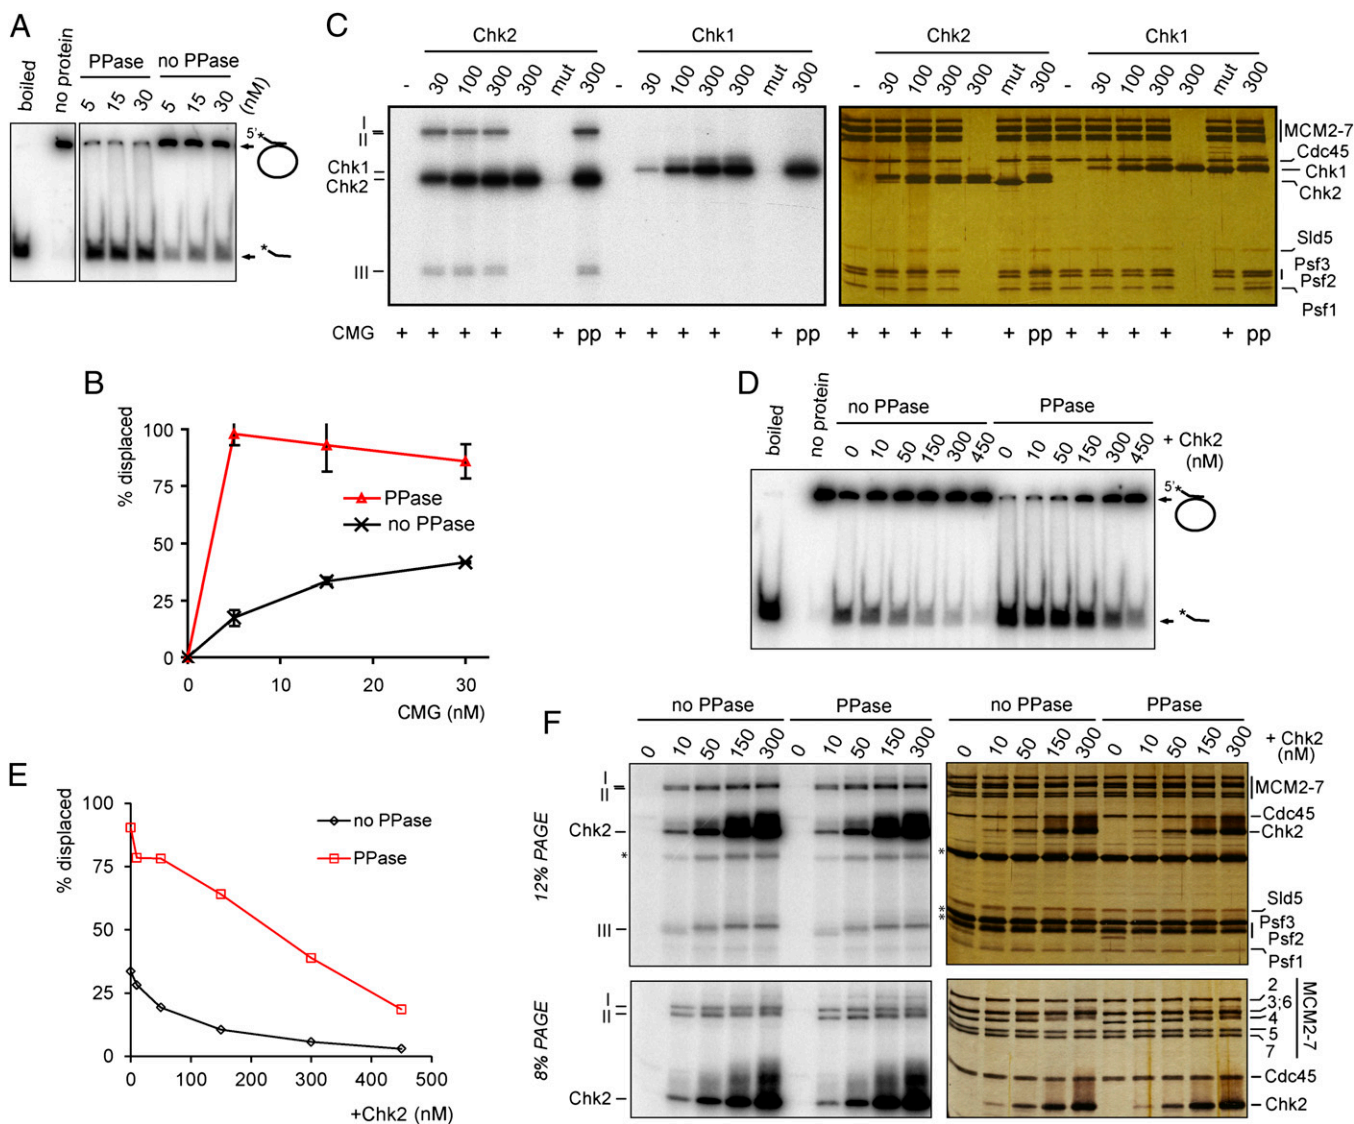 A
boiled
no protein
PPase
no PPase
5 15 30 5 15 30 (nM)
5'*
*
C
Chk2 Chk1 Chk2 Chk1
- 30 100 300 300 mut 300 - 30 100 300 300 mut 300 - 30 100 300 300 mut 300 - 30 100 300 300 mut 300
I
II
Chk1
Chk2
III
MCM2-7
Cdc45
Chk1
Chk2
Sld5
Psf3
Psf2
Psf1
CMG + + + + + pp + + + + + pp + + + + + pp + + + + + pp
B
% displaced
100
75
50
25
0
PPase
no PPase
0 10 20 30
CMG (nM)
D
boiled
no protein
no PPase PPase
0 10 50 150 300 450 0 10 50 150 300 450
+ Chk2
(nM)
5'*
*
E
% displaced
100
75
50
25
0
no PPase
PPase
0 100 200 300 400 500
+Chk2 (nM)
F
no PPase PPase no PPase PPase
0 10 50 150 300 0 10 50 150 300 0 10 50 150 300 0 10 50 150 300
+ Chk2
(nM)
12% PAGE
I
II
Chk2
*
III
*
*
*
MCM2-7
Cdc45
Chk2
Sld5
Psf3
Psf2
Psf1
8% PAGE
I
II
Chk2
2
3;6
4
5
7
MCM2-7
Cdc45
Chk2